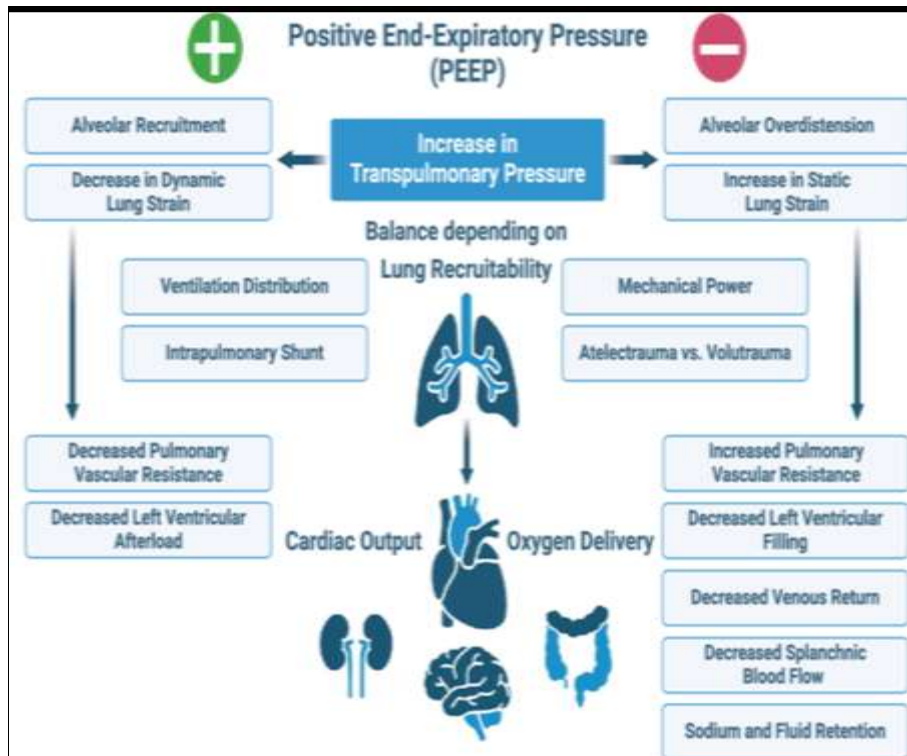 Positive End-Expiratory Pressure
(PEEP)
Alveolar Recruitment
Decrease in Dynamic
Lung Strain
Increase in
Transpulmonary Pressure
Alveolar Overdistension
Increase in Static
Lung Strain
Balance depending on
Lung Recruitability
Ventilation Distribution
Intrapulmonary Shunt
Mechanical Power
Atelectrauma vs. Volutrauma
Decreased Pulmonary
Vascular Resistance
Decreased Left Ventricular
Afterload
Cardiac Output
Oxygen Delivery
Increased Pulmonary
Vascular Resistance
Decreased Left Ventricular
Filling
Decreased Venous Return
Decreased Splanchnic
Blood Flow
Sodium and Fluid Retention